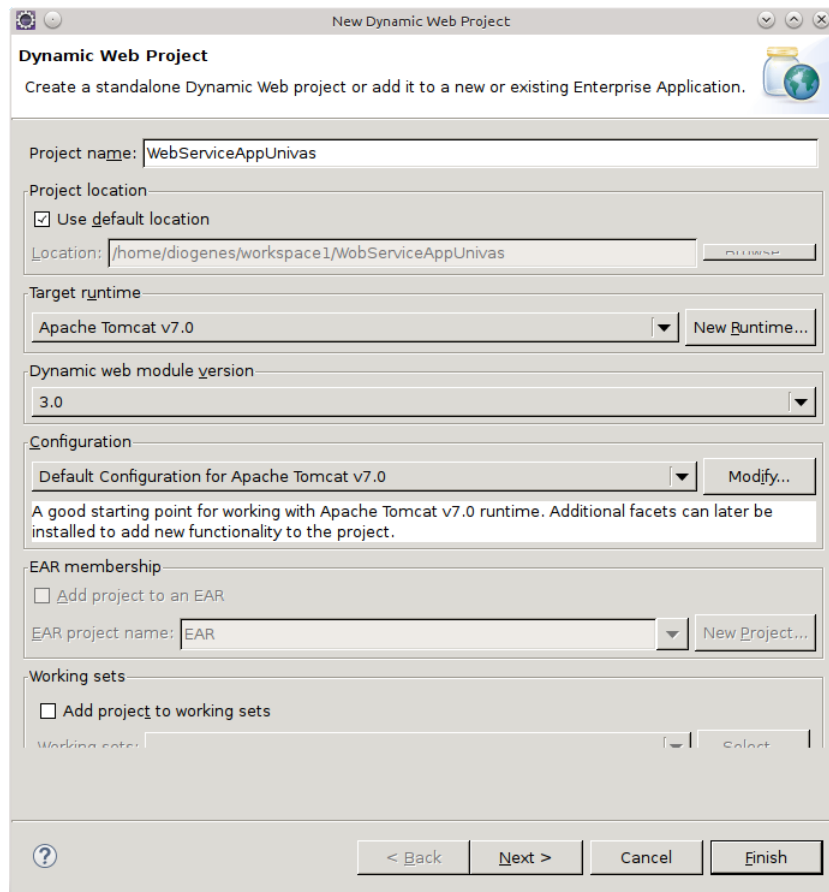 New Dynamic Web Project
Dynamic Web Project
Create a standalone Dynamic Web project or add it to a new or existing Enterprise Application.
Project name: WebServiceAppUnivas
Project location
Use default location
Location: /home/diogenes/workspace1/WobServiceAppUnivas
Browse...
Target runtime
Apache Tomcat v7.0
New Runtime...
Dynamic web module version
3.0
Configuration
Default Configuration for Apache Tomcat v7.0
Modify...
A good starting point for working with Apache Tomcat v7.0 runtime. Additional facets can later be
installed to add new functionality to the project.
EAR membership
Add project to an EAR
EAR project name: EAR
New Project...
Working sets
Add project to working sets
Working sets:
Select...
< Back
Next >
Cancel
Finish